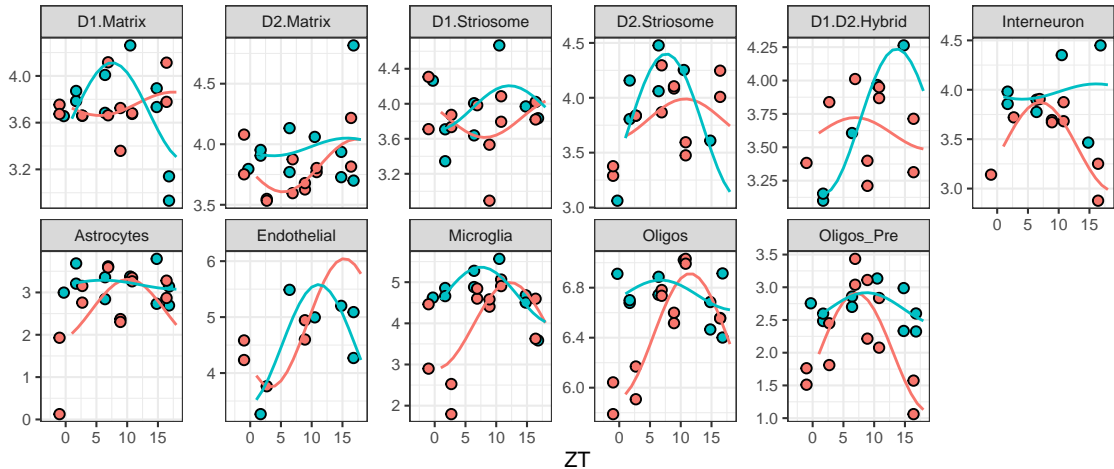 D1.Matrix D2.Matrix D1.Striosome D2.Striosome D1.D2.Hybrid Interneuron
4.0 3.6 3.2
4.5 4.0 3.5
4.5 4.0 3.5 3.0
4.5 4.0 3.5 3.0
4.25 4.00 3.75 3.50 3.25
4.0 3.5 3.0
0 5 10 15
Astrocytes Endothelial Microglia Oligos Oligos_Pre
3 2 1 0
6 5 4
5 4 3 2
6.8 6.4 6.0
3.5 3.0 2.5 2.0 1.5 1.0
0 5 10 15 0 5 10 15 0 5 10 15 0 5 10 15 0 5 10 15
ZT